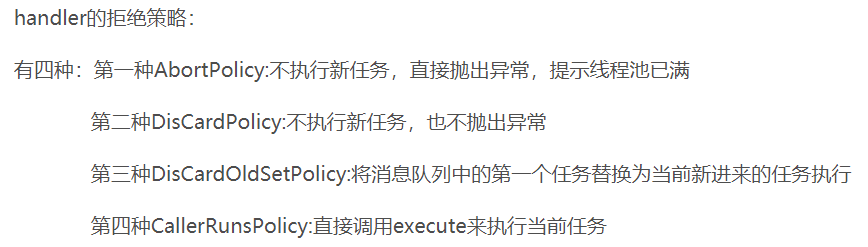 handler的拒绝策略：
有四种：第一种AbortPolicy:不执行新任务，直接抛出异常，提示线程池已满
第二种DisCardPolicy:不执行新任务，也不抛出异常
第三种DisCardOldSetPolicy:将消息队列中的第一个任务替换为当前新进来的任务执行
第四种CallerRunsPolicy:直接调用execute来执行当前任务